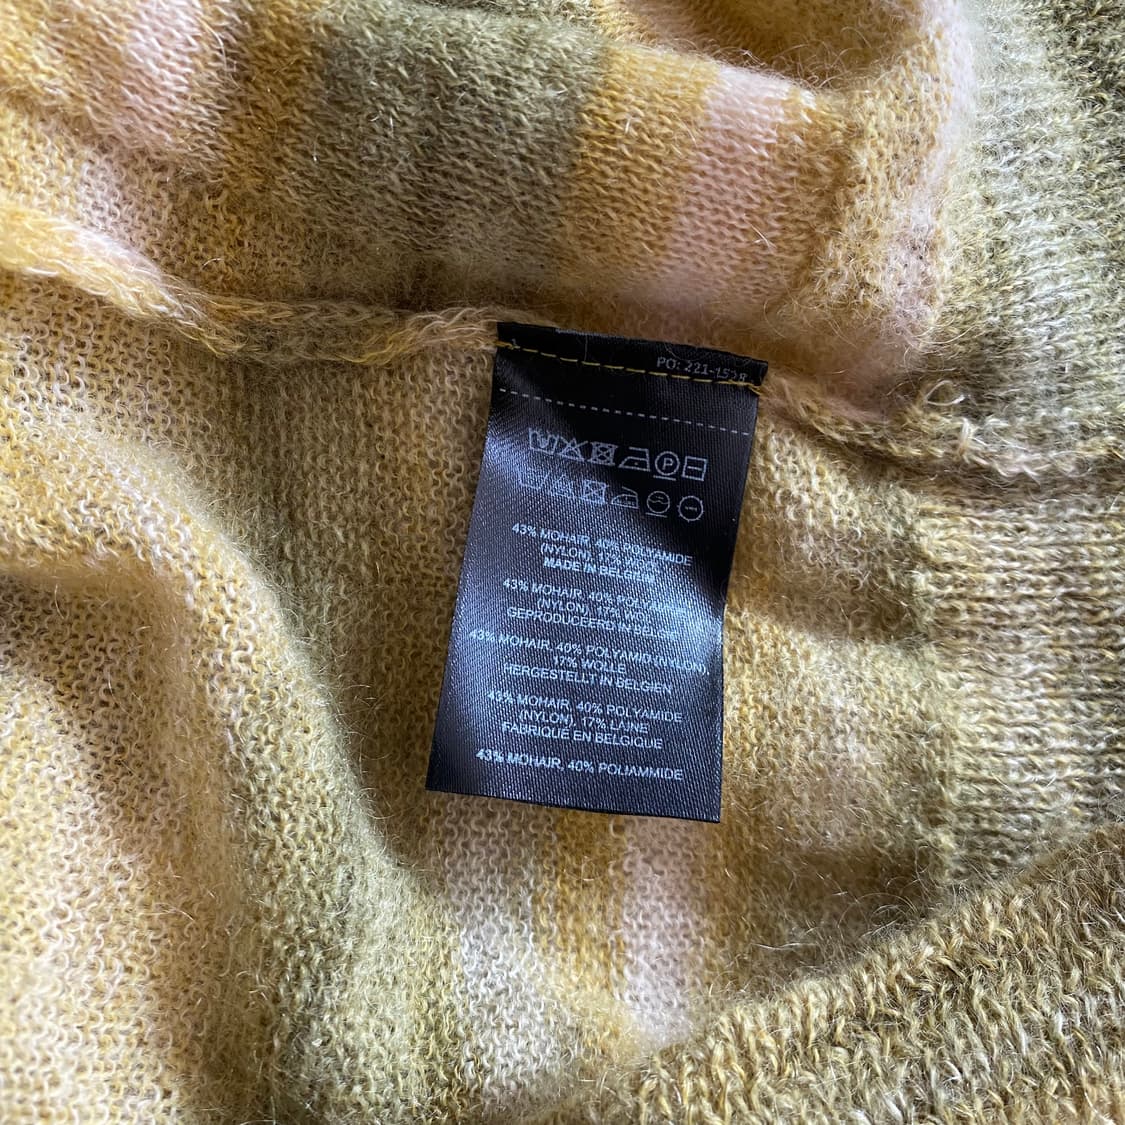 PO: 221-1528
43% MOHAIR, 40% POLYAMIDE
(NYLON), 17% WOOL
MADE IN BELGIUM
43% MOHAIR, 40% POLYAMIDE
(NYLON), 17% WOL
GEPRODUCEERD IN BELGIË
43% MOHAIR, 40% POLYAMID (NYLON),
17% WOLLE
HERGESTELLT IN BELGIEN
43% MOHAIR, 40% POLYAMIDE
(NYLON), 17% LAINE
FABRIQUÉ EN BELGIQUE
43% MOHAIR, 40% POLIAMMIDE